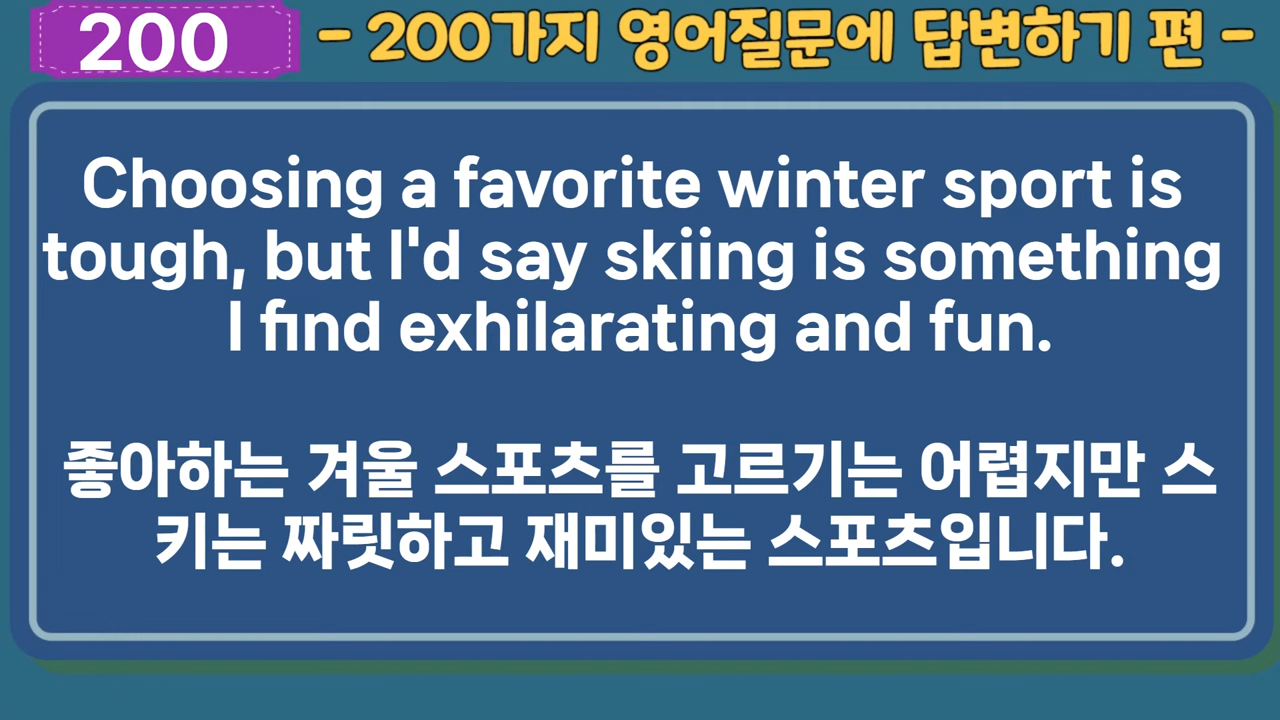 200
- 200가지 영어질문에 답변하기 편 -
Choosing a favorite winter sport is
tough, but I'd say skiing is something
I find exhilarating and fun.
좋아하는 겨울 스포츠를 고르기는 어렵지만 스
키는 짜릿하고 재미있는 스포츠입니다.